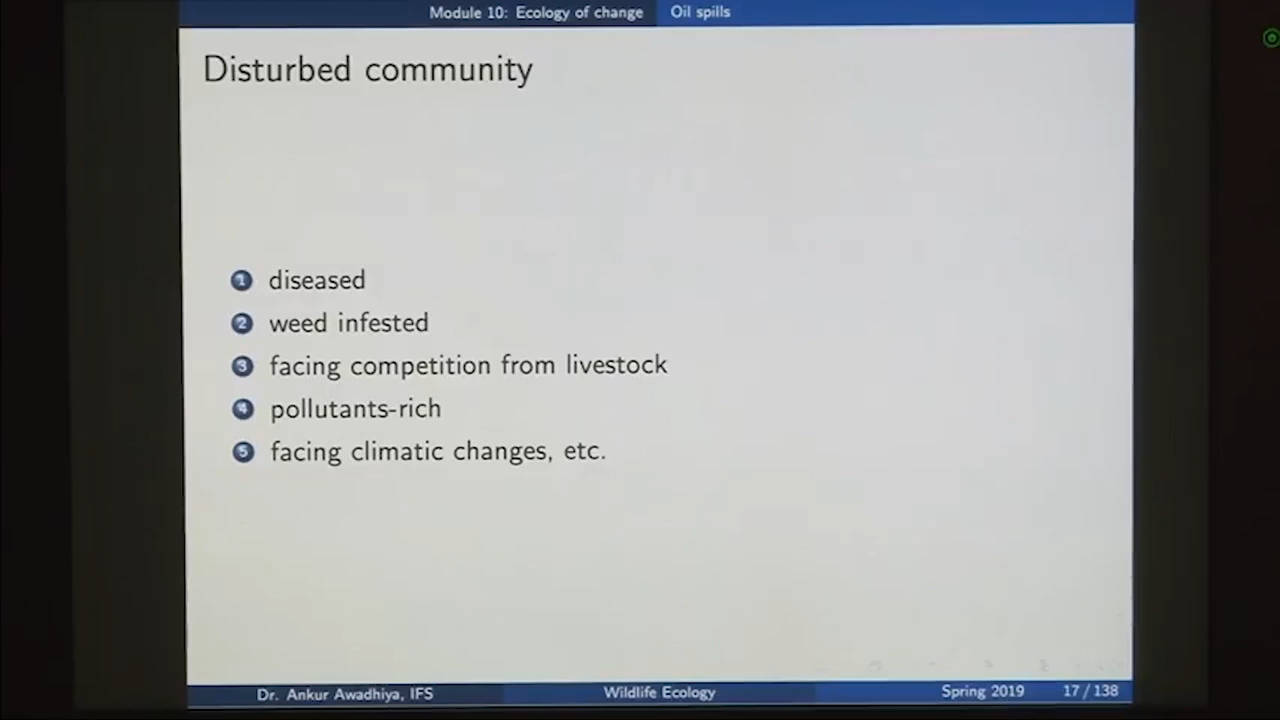 Module 10: Ecology of change Oil spills
Disturbed community
1 diseased
2 weed infested
3 facing competition from livestock
4 pollutants-rich
5 facing climatic changes, etc.
Dr. Ankur Awadhiya, IFS Wildlife Ecology Spring 2019 17 / 138